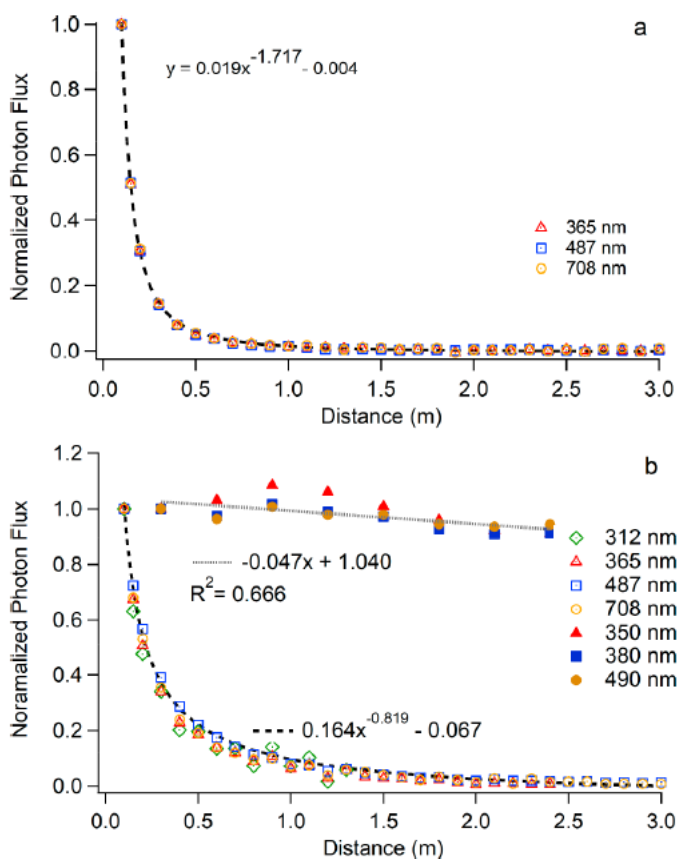 a
y = 0.019x^-1.717 - 0.004
1.0
0.8
0.6
0.4
0.2
0.0
Normalized Photon Flux
365 nm
487 nm
708 nm
0.0 0.5 1.0 1.5 2.0 2.5 3.0
Distance (m)
b
1.2
1.0
0.8
0.6
0.4
0.2
0.0
Noramalized Photon Flux
-0.047x + 1.040
R²= 0.666
0.164x^-0.819 - 0.067
312 nm
365 nm
487 nm
708 nm
350 nm
380 nm
490 nm
0.0 0.5 1.0 1.5 2.0 2.5 3.0
Distance (m)